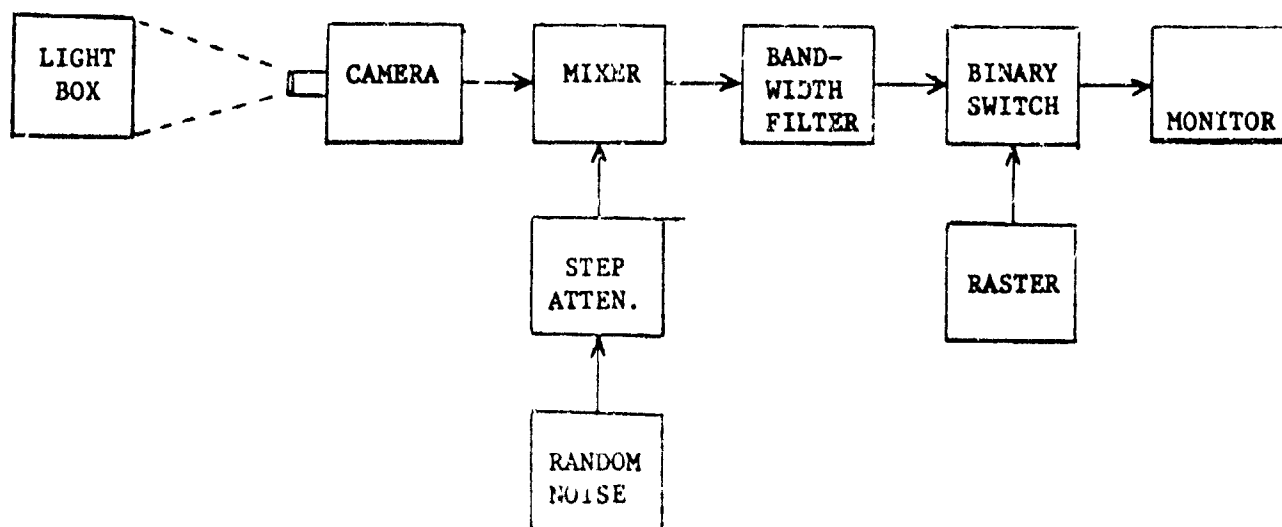 LIGHT
BOX
CAMERA
MIXER
BAND-
WIDTH
FILTER
BINARY
SWITCH
MONITOR
STEP
ATTEN.
RASTER
RANDOM
NOISE